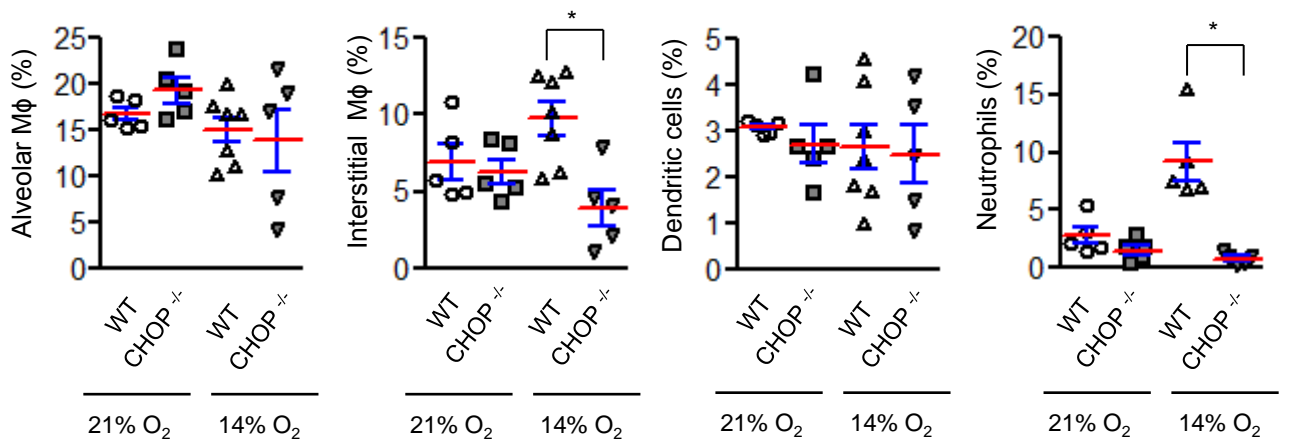 Alveolar Mϕ (%)
25
20
15
10
5
0
WT
CHOP -/-
WT
CHOP -/-
21% O2
14% O2
Interstitial Mϕ (%)
*
15
10
5
0
WT
CHOP -/-
WT
CHOP -/-
21% O2
14% O2
Dendritic cells (%)
5
4
3
2
1
0
WT
CHOP -/-
WT
CHOP -/-
21% O2
14% O2
Neutrophils (%)
*
20
15
10
5
0
WT
CHOP -/-
WT
CHOP -/-
21% O2
14% O2